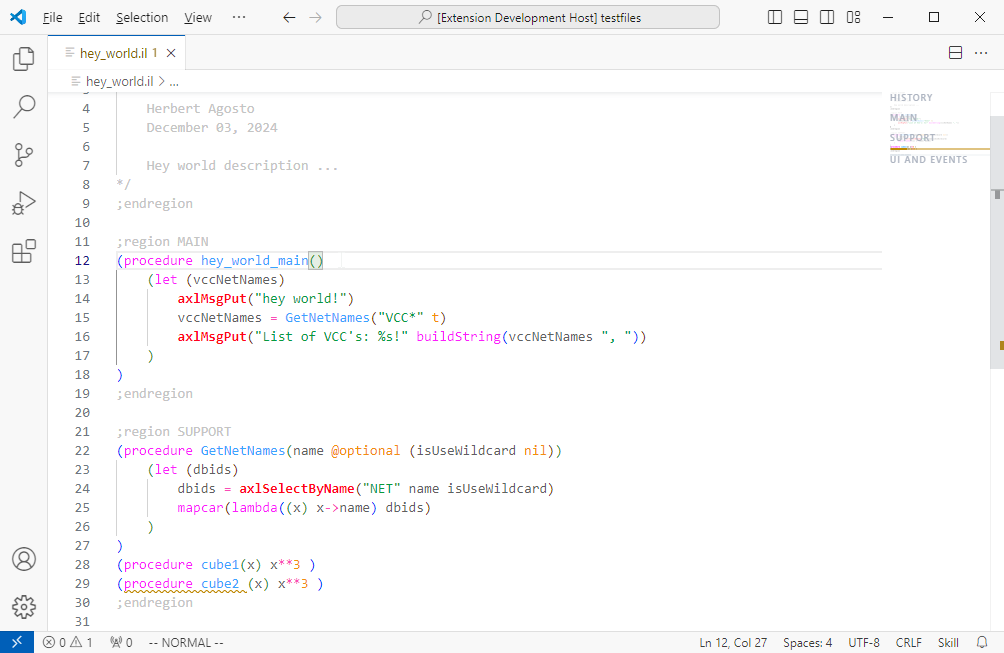 File Edit Selection View ··· [Extension Development Host] testfiles
hey_world.il 1
hey_world.il > ...
4 Herbert Agosto
5 December 03, 2024
6
7 Hey world description ...
8 */
9 ;endregion
10
11 ;region MAIN
12 (procedure hey_world_main()
13 (let (vccNetNames)
14 axlMsgPut("hey world!")
15 vccNetNames = GetNetNames("VCC*" t)
16 axlMsgPut("List of VCC's: %s!" buildString(vccNetNames ", "))
17 )
18 )
19 ;endregion
20
21 ;region SUPPORT
22 (procedure GetNetNames(name @optional (isUseWildcard nil))
23 (let (dbids)
24 dbids = axlSelectByName("NET" name isUseWildcard)
25 mapcar(lambda((x) x->name) dbids)
26 )
27 )
28 (procedure cube1(x) x**3 )
29 (procedure cube2 (x) x**3 )
30 ;endregion
31
HISTORY
MAIN
SUPPORT
UI AND EVENTS
0 1 0 -- NORMAL -- Ln 12, Col 27 Spaces: 4 UTF-8 CRLF Skill